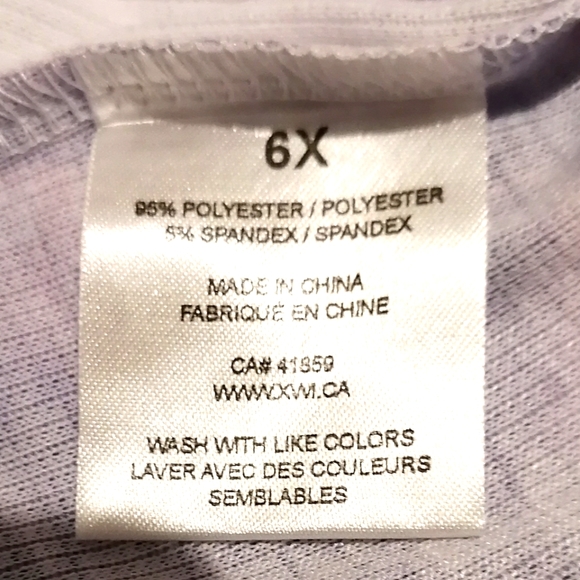 6X
95% POLYESTER / POLYESTER
5% SPANDEX / SPANDEX
MADE IN CHINA
FABRIQUÉ EN CHINE
CA# 41859
WWW.XWI.CA
WASH WITH LIKE COLORS
LAVER AVEC DES COULEURS
SEMBLABLES